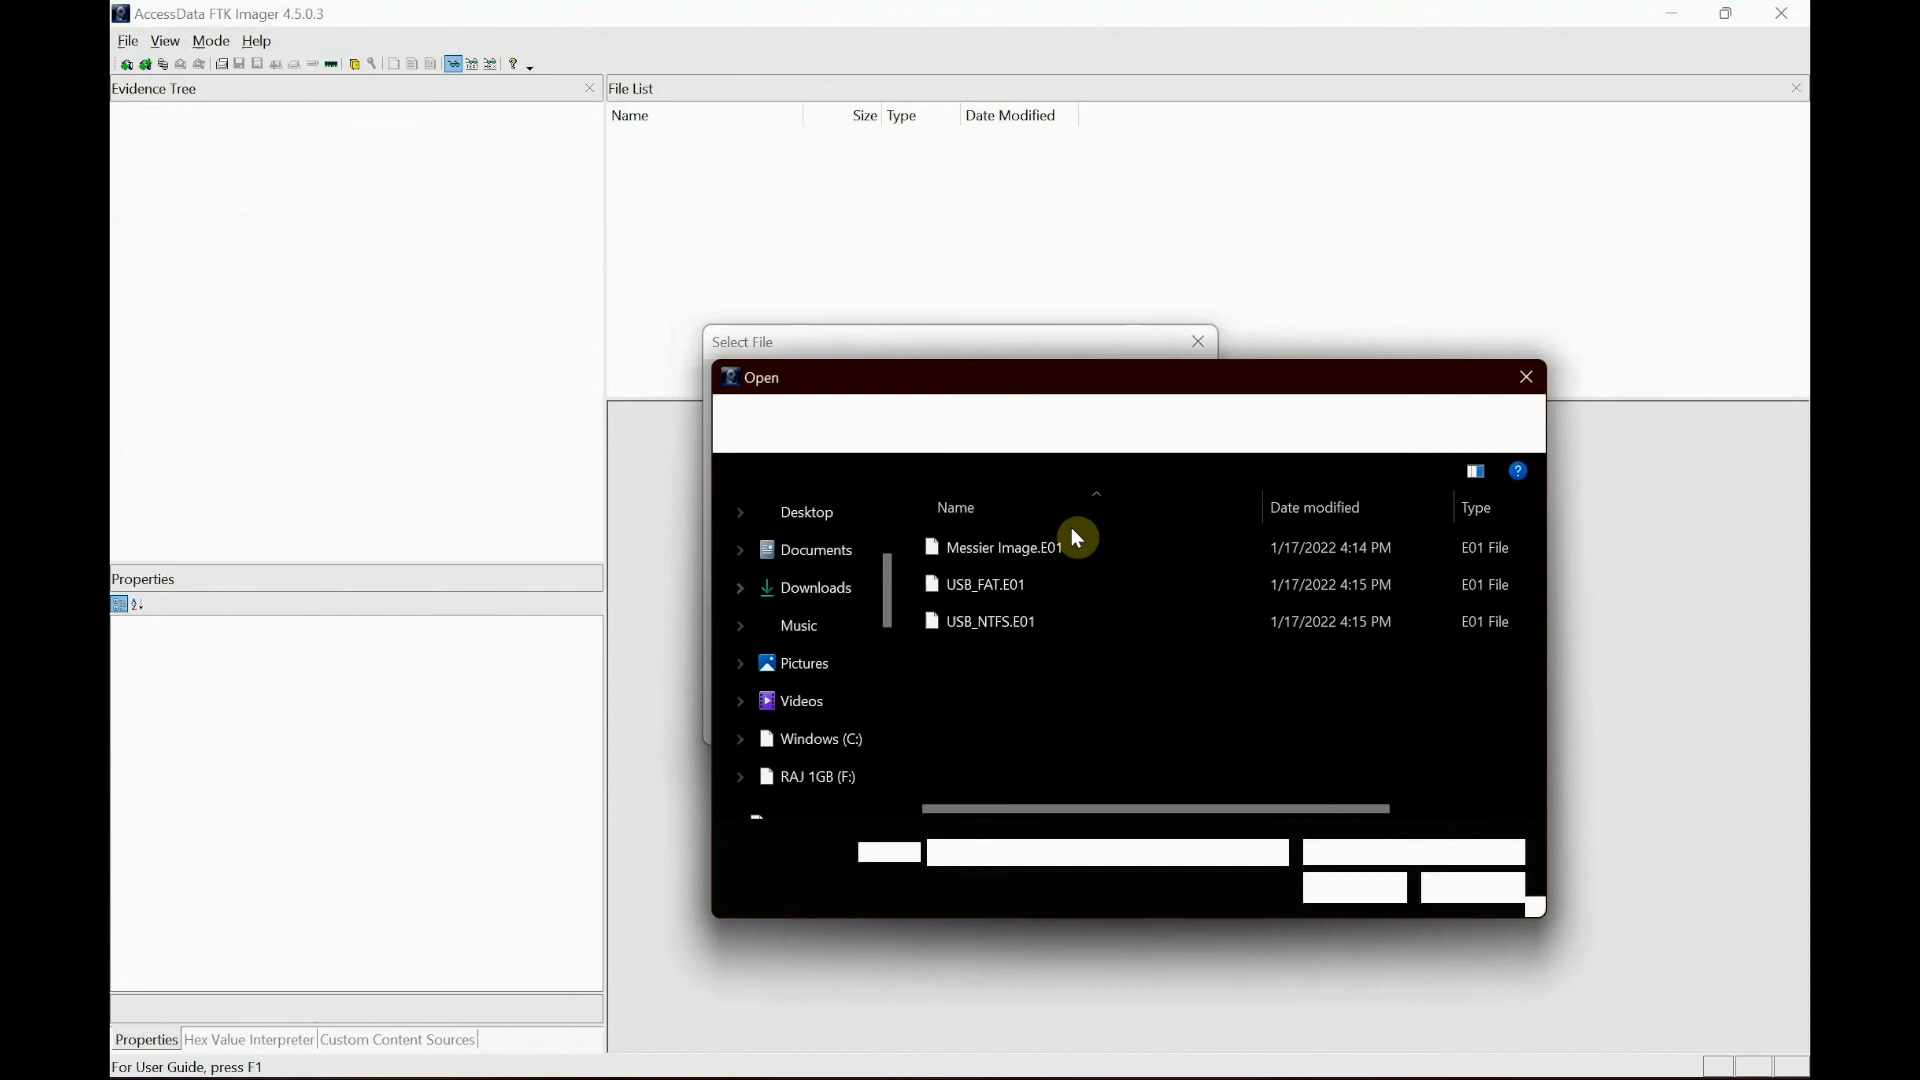 AccessData FTK Imager 4.5.0.3
File View Mode Help
Evidence Tree
File List
Name Size Type Date Modified
Select File
Open
Name Date modified Type
Desktop
Documents
Downloads
Music
Pictures
Videos
Windows (C:)
RAJ 1GB (F:)
Messier Image.E01 1/17/2022 4:14 PM E01 File
USB_FAT.E01 1/17/2022 4:15 PM E01 File
USB_NTFS.E01 1/17/2022 4:15 PM E01 File
Properties
Properties Hex Value Interpreter Custom Content Sources
For User Guide, press F1